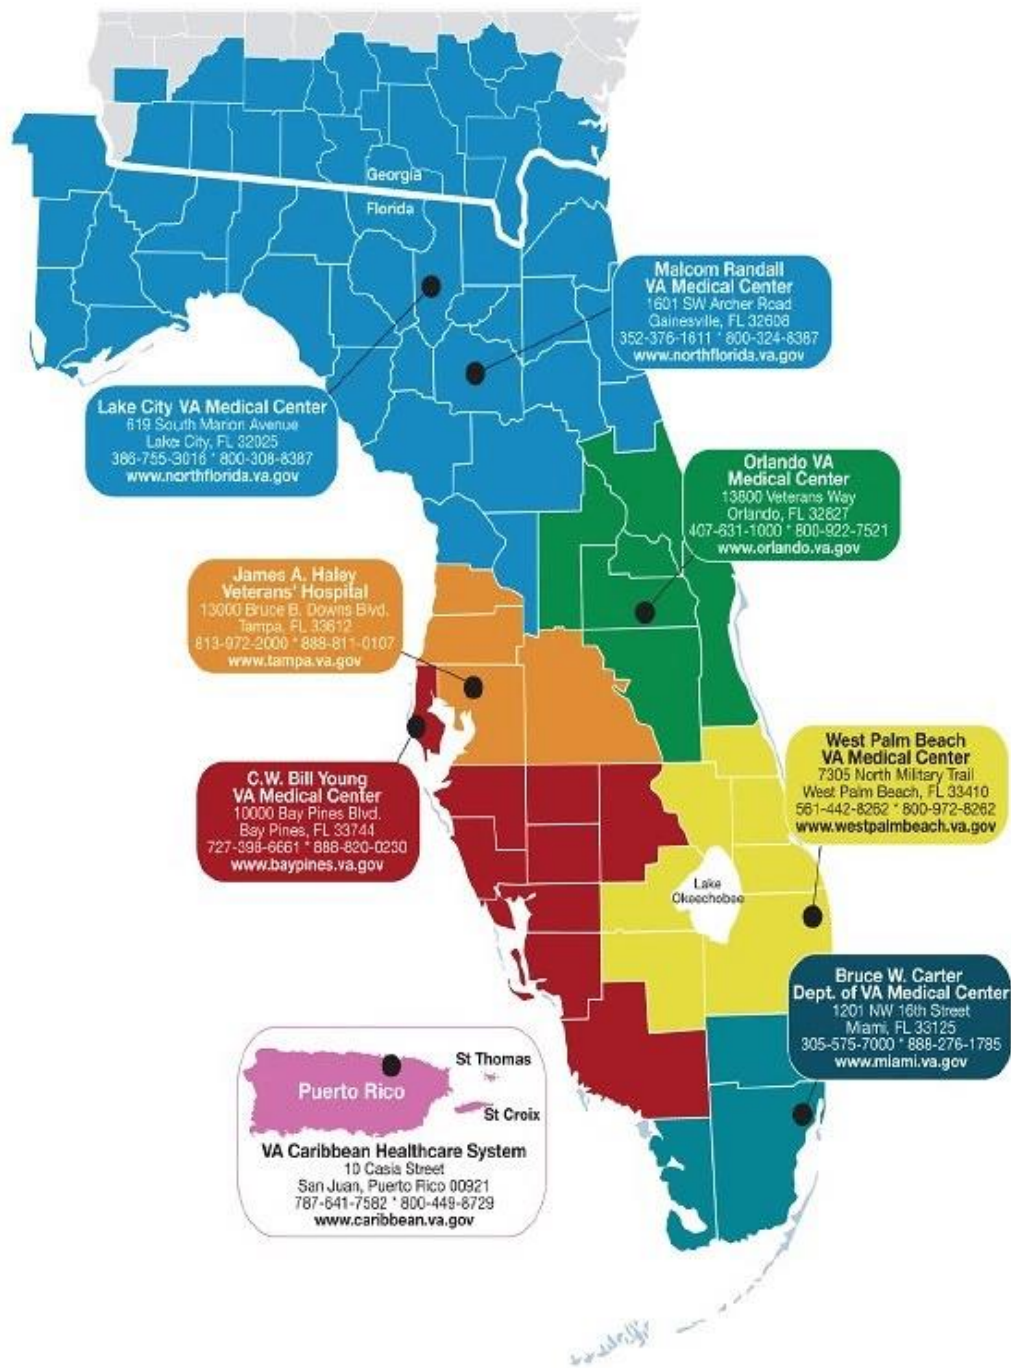 Georgia
Florida
Malcom Randall
VA Medical Center
1601 SW Archer Road
Gainesville, FL 32608
352-376-1611 * 800-324-8387
www.northflorida.va.gov
Lake City VA Medical Center
619 South Marion Avenue
Lake City, FL 32025
386-755-3016 * 800-308-8387
www.northflorida.va.gov
Orlando VA
Medical Center
13800 Veterans Way
Orlando, FL 32827
407-631-1000 * 800-922-7521
www.orlando.va.gov
James A. Haley
Veterans' Hospital
13000 Bruce B. Downs Blvd.
Tampa, FL 33612
813-972-2000 * 888-811-0107
www.tampa.va.gov
West Palm Beach
VA Medical Center
7305 North Military Trail
West Palm Beach, FL 33410
561-442-8262 * 800-972-8262
www.westpalmbeach.va.gov
C.W. Bill Young
VA Medical Center
10000 Bay Pines Blvd.
Bay Pines, FL 33744
727-398-6661 * 888-820-0230
www.baypines.va.gov
Lake
Okeechobee
Bruce W. Carter
Dept. of VA Medical Center
1201 NW 16th Street
Miami, FL 33125
305-575-7000 * 888-276-1785
www.miami.va.gov
St Thomas
Puerto Rico
St Croix
VA Caribbean Healthcare System
10 Casia Street
San Juan, Puerto Rico 00921
787-641-7582 * 800-449-8729
www.caribbean.va.gov